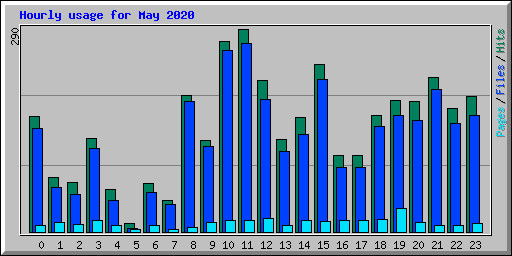 Hourly usage for May 2020
290
Pages/Files/Hits
0 1 2 3 4 5 6 7 8 9 10 11 12 13 14 15 16 17 18 19 20 21 22 23